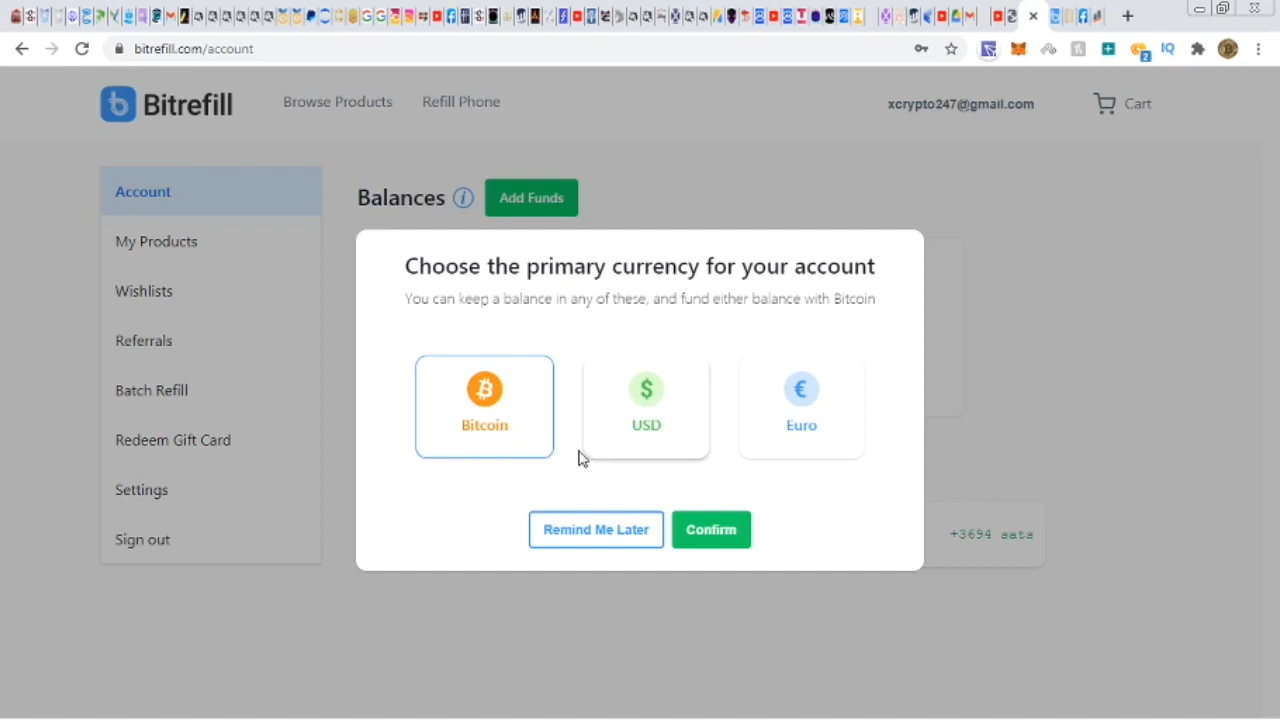 bitrefill.com/account
2
IQ
Bitrefill
Browse Products
Refill Phone
xcrypto247@gmail.com
Cart
Account
My Products
Wishlists
Referrals
Batch Refill
Redeem Gift Card
Settings
Sign out
Balances
Add Funds
Choose the primary currency for your account
You can keep a balance in any of these, and fund either balance with Bitcoin
Bitcoin
USD
Euro
Remind Me Later
Confirm
+3694 sats